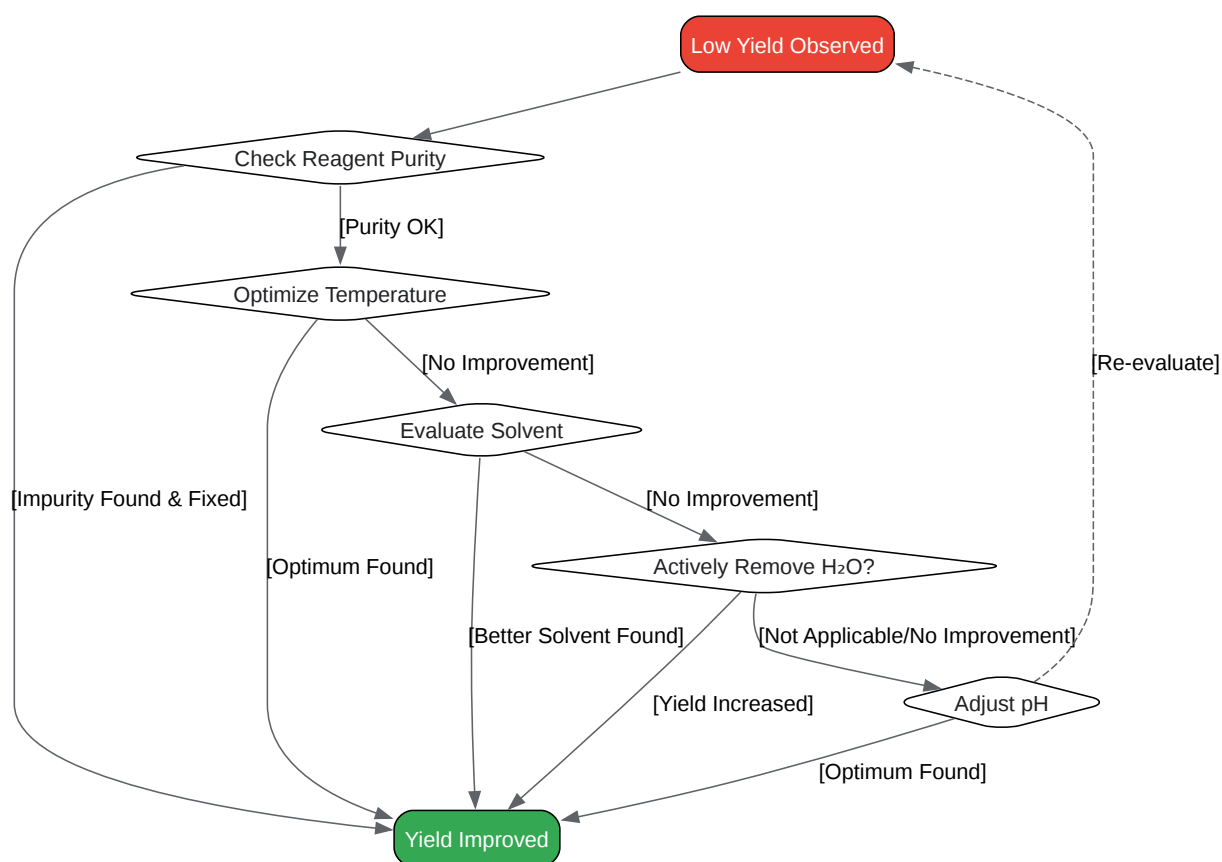 Low Yield Observed
Check Reagent Purity
[Purity OK]
Optimize Temperature
[No Improvement]
[Re-evaluate]
Evaluate Solvent
[Impurity Found & Fixed]
[No Improvement]
[Optimum Found]
Actively Remove H₂O?
[Better Solvent Found]
[Not Applicable/No Improvement]
[Yield Increased]
Adjust pH
[Optimum Found]
Yield Improved